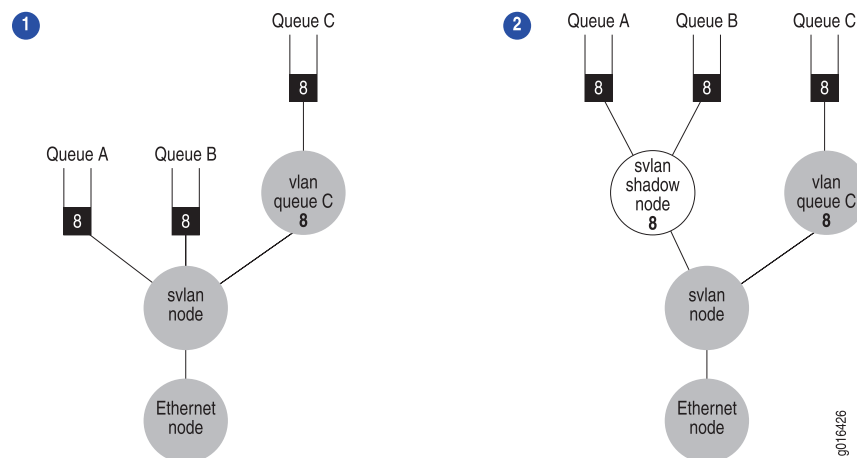 1
Queue C
8
Queue A
Queue B
8
8
vlan
queue C
8
svlan
node
Ethernet
node
2
Queue A
Queue B
Queue C
8
8
8
svlan
shadow
node
8
vlan
queue C
8
svlan
node
Ethernet
node
g016426